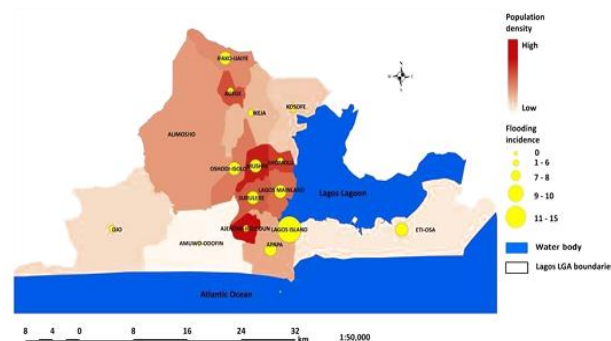 Population
density
High
Low
Flooding
incidence
0
1 - 6
7 - 8
9 - 10
11 - 15
Water body
Lagos LGA boundarie
IFAKO-IJAIYE
AGEGE
IKEJA
KOSOFE
ALIMOSHO
MUSHIN
SHOMOLU
OSHODI-ISOLO
LAGOS MAINLAND
SURULERE
Lagos Lagoon
OJO
AMUWO-ODOFIN
LAGOS ISLAND
APAPA
ETI-OSA
Atlantic Ocean
8 4 0 8 16 24 32
km
1:50,000